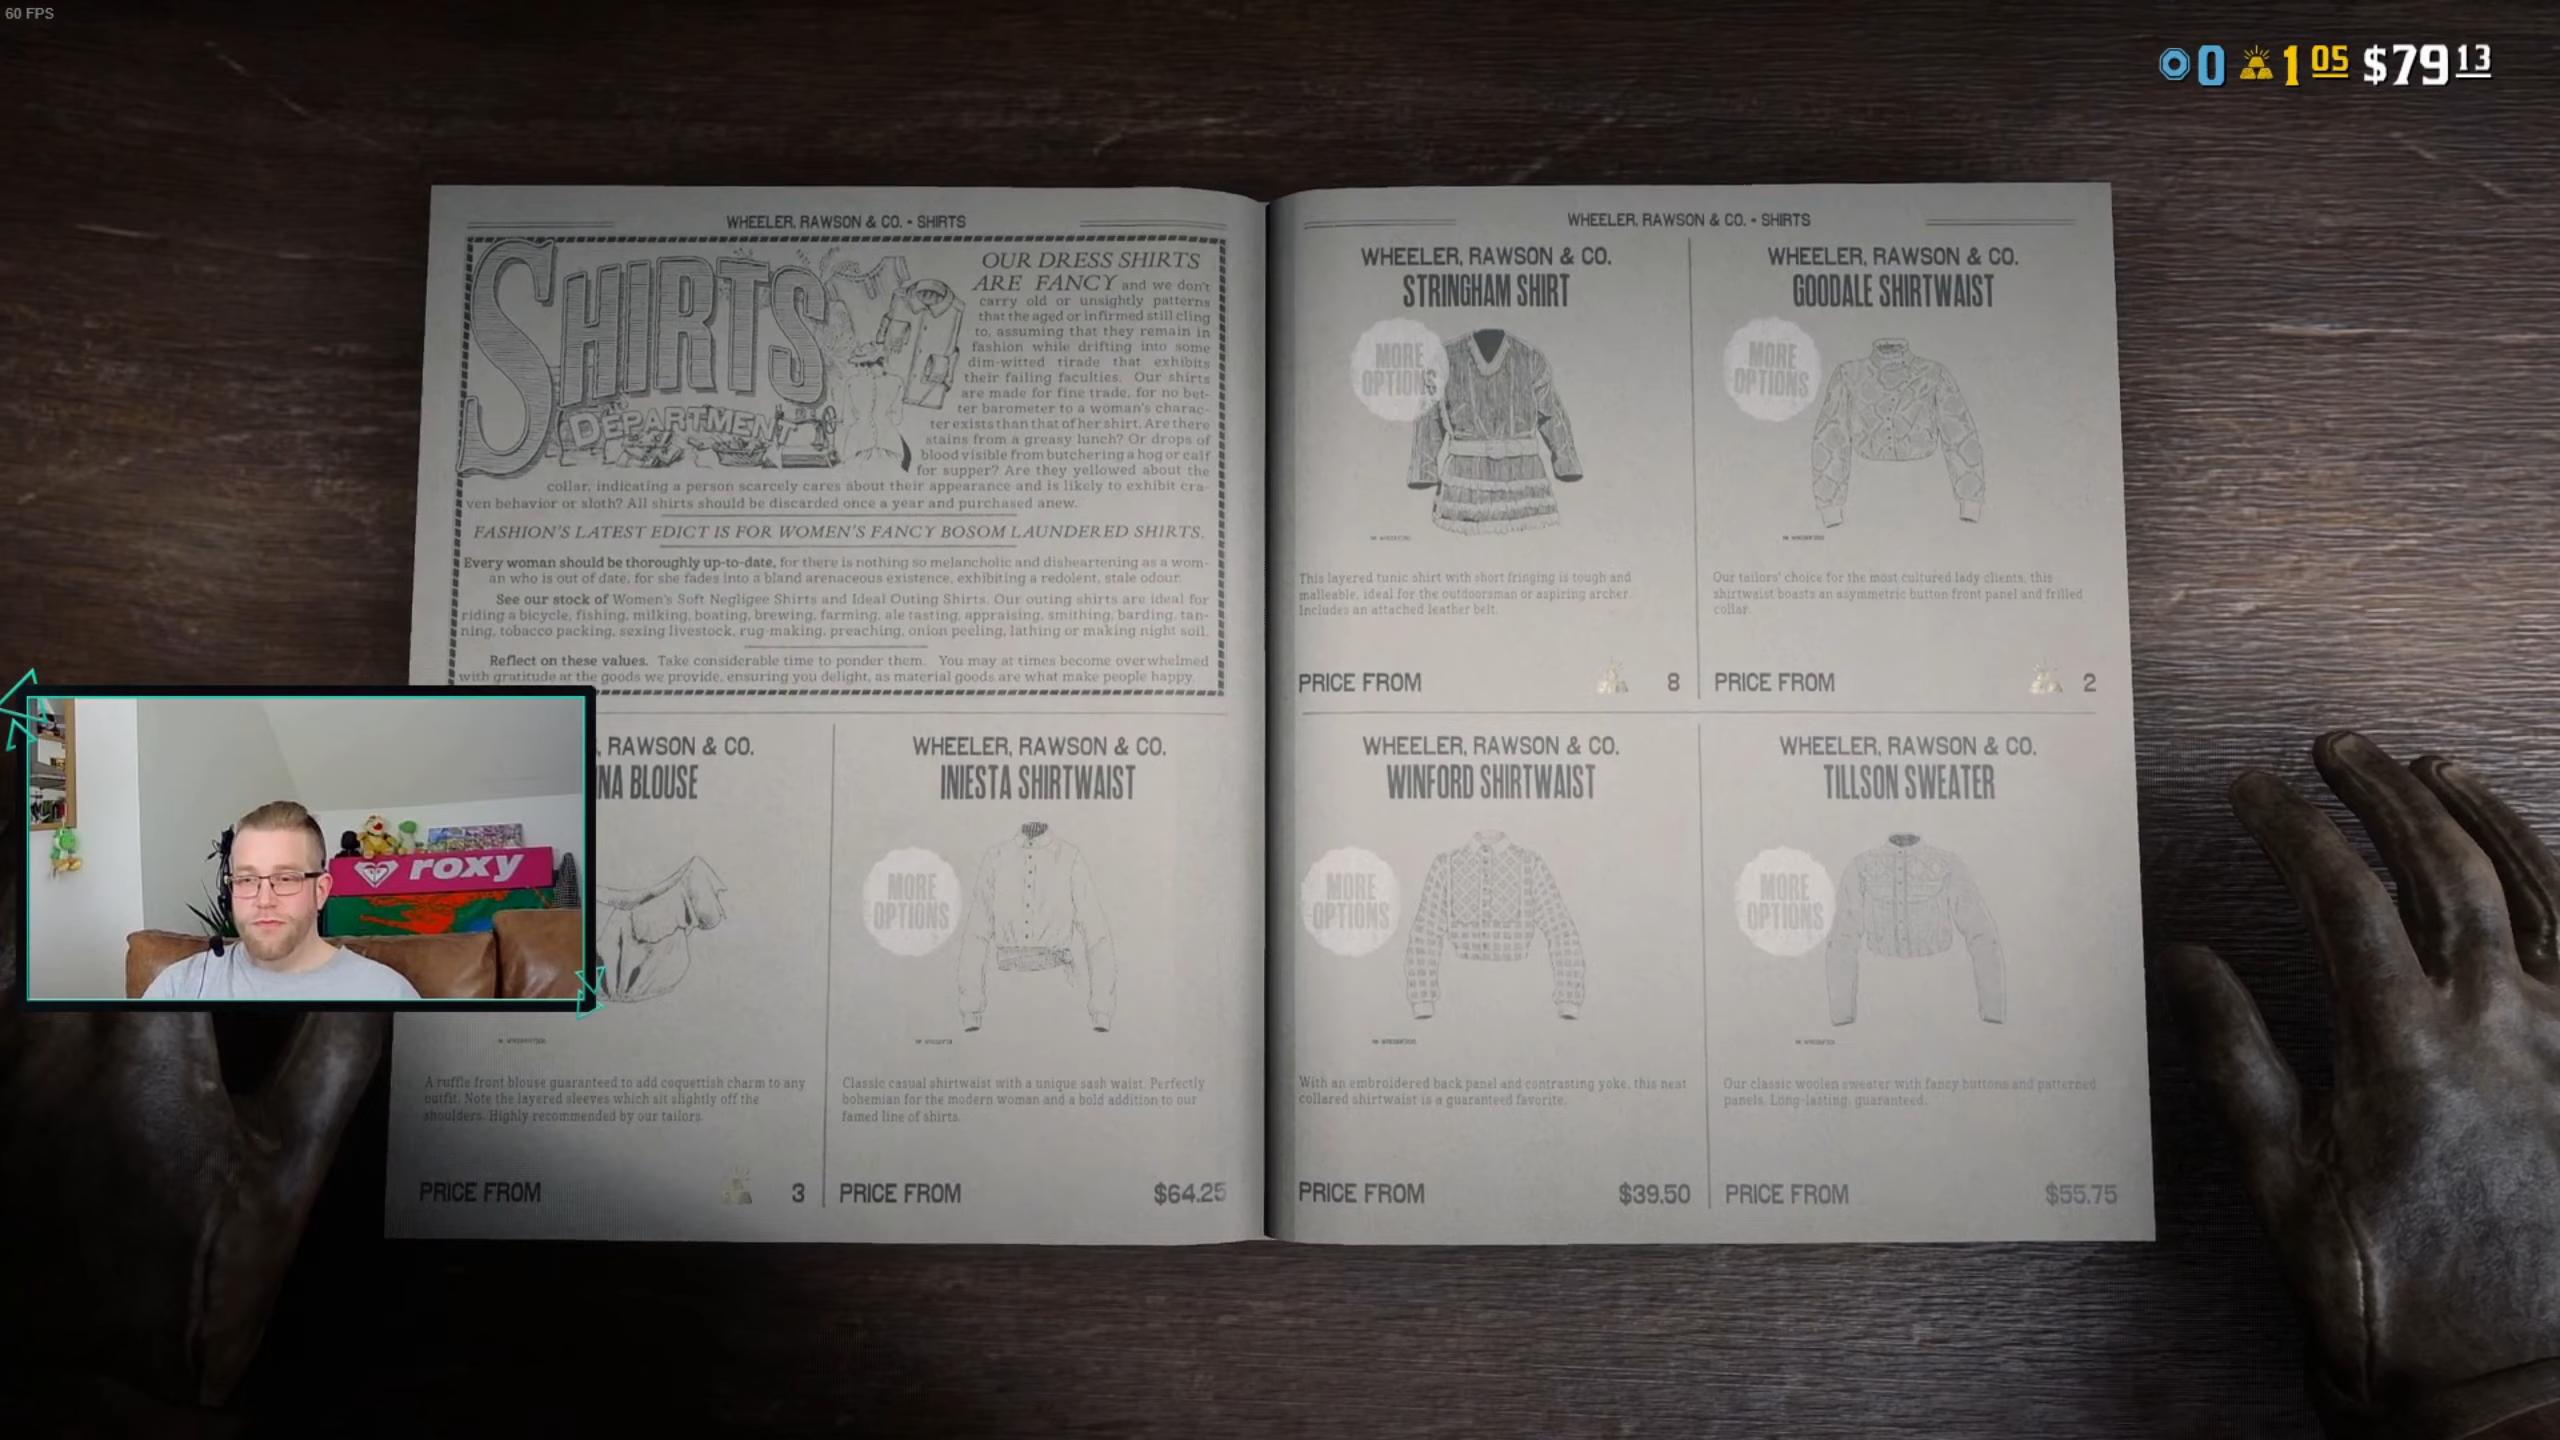 60 FPS
0 1 05 $79 13
WHEELER, RAWSON & CO. - SHIRTS
SHIRTS
DEPARTMENT
OUR DRESS SHIRTS
ARE FANCY and we don't
carry old or unsightly patterns
that the aged or infirmed still cling
to, assuming that they remain in
fashion while drifting into some
dim-witted tirade that exhibits
their failing faculties. Our shirts
are made for fine trade, for no bet-
ter barometer to a woman's charac-
ter exists than that of her shirt. Are there
stains from a greasy lunch? Or drops of
blood visible from butchering a hog or calf
for supper? Are they yellowed about the
collar, indicating a person scarcely cares about their appearance and is likely to exhibit cra-
ven behavior or sloth? All shirts should be discarded once a year and purchased anew.
FASHION'S LATEST EDICT IS FOR WOMEN'S FANCY BOSOM LAUNDERED SHIRTS.
Every woman should be thoroughly up-to-date, for there is nothing so melancholic and disheartening as a wom-
an who is out of date, for she fades into a bland arenaceous existence, exhibiting a redolent, stale odour.
See our stock of Women's Soft Negligee Shirts and Ideal Outing Shirts. Our outing shirts are ideal for
riding a bicycle, fishing, milking, boating, brewing, farming, ale tasting, appraising, smithing, barding, tan-
ning, tobacco packing, sexing livestock, rug-making, preaching, onion peeling, lathing or making night soil.
Reflect on these values. Take considerable time to ponder them. You may at times become overwhelmed
with gratitude at the goods we provide, ensuring you delight, as material goods are what make people happy.
roxy
, RAWSON & CO.
NA BLOUSE
A ruffle front blouse guaranteed to add coquettish charm to any
outfit. Note the layered sleeves which sit slightly off the
shoulders. Highly recommended by our tailors.
PRICE FROM 3
WHEELER, RAWSON & CO.
INIESTA SHIRTWAIST
MORE
OPTIONS
Classic casual shirtwaist with a unique sash waist. Perfectly
bohemian for the modern woman and a bold addition to our
famed line of shirts.
PRICE FROM $64.25
WHEELER, RAWSON & CO. - SHIRTS
WHEELER, RAWSON & CO.
STRINGHAM SHIRT
MORE
OPTIONS
This layered tunic shirt with short fringing is tough and
malleable, ideal for the outdoorsman or aspiring archer.
Includes an attached leather belt.
PRICE FROM 8
WHEELER, RAWSON & CO.
GOODALE SHIRTWAIST
MORE
OPTIONS
Our tailors' choice for the most cultured lady clients, this
shirtwaist boasts an asymmetric button front panel and frilled
collar.
PRICE FROM 2
WHEELER, RAWSON & CO.
WINFORD SHIRTWAIST
MORE
OPTIONS
With an embroidered back panel and contrasting yoke, this neat
collared shirtwaist is a guaranteed favorite.
PRICE FROM $39.50
WHEELER, RAWSON & CO.
TILLSON SWEATER
MORE
OPTIONS
Our classic woolen sweater with fancy buttons and patterned
panels. Long-lasting, guaranteed.
PRICE FROM $55.75